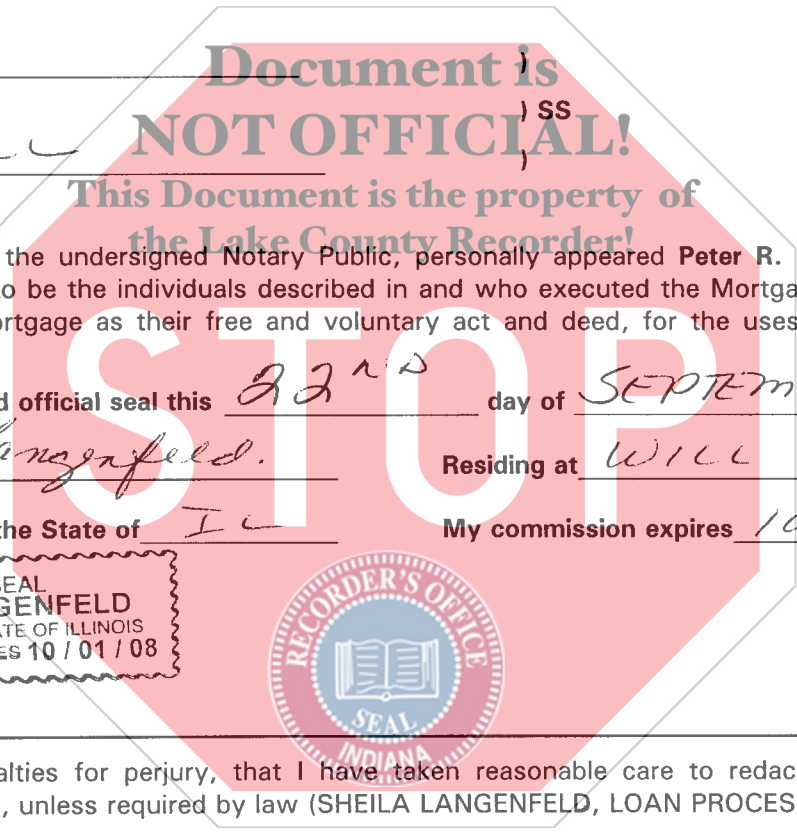 Document is
)
) SS
NOT OFFICIAL!
)
This Document is the property of
the Lake County Recorder!
the undersigned Notary Public, personally appeared Peter R.
o be the individuals described in and who executed the Mortga
ortgage as their free and voluntary act and deed, for the uses
d official seal this 22ND day of SEPTEM
angenfeld. Residing at WILL
the State of IL My commission expires 10
STOP
SEAL
GENFELD
TE OF ILLINOIS
ES 10/01/08
RECORDER'S OFFICE
SEAL
INDIANA
alties for perjury, that I have taken reasonable care to redac
, unless required by law (SHEILA LANGENFELD, LOAN PROCES